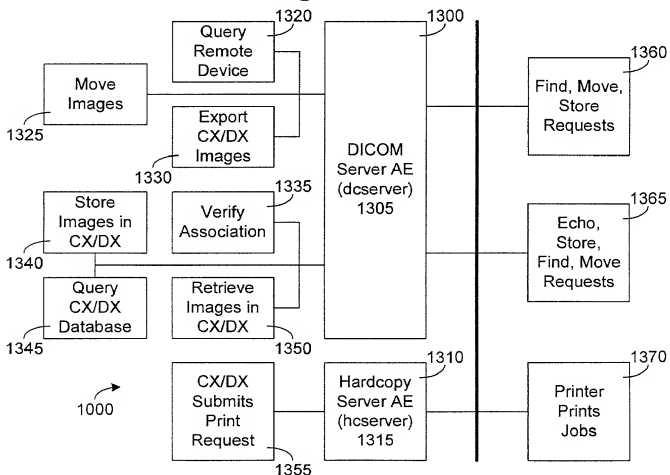 1320
Query
Remote
Device
1300
1360
Move
Images
1325
Find, Move,
Store
Requests
Export
CX/DX
Images
1330
DICOM
Server AE
(dcserver)
1305
1335
1365
Store
Images in
CX/DX
1340
Verify
Association
Echo,
Store,
Find, Move
Requests
Query
CX/DX
Database
1345
Retrieve
Images in
CX/DX
1350
1310
1370
1000
CX/DX
Submits
Print
Request
1355
Hardcopy
Server AE
(hcserver)
1315
Printer
Prints
Jobs